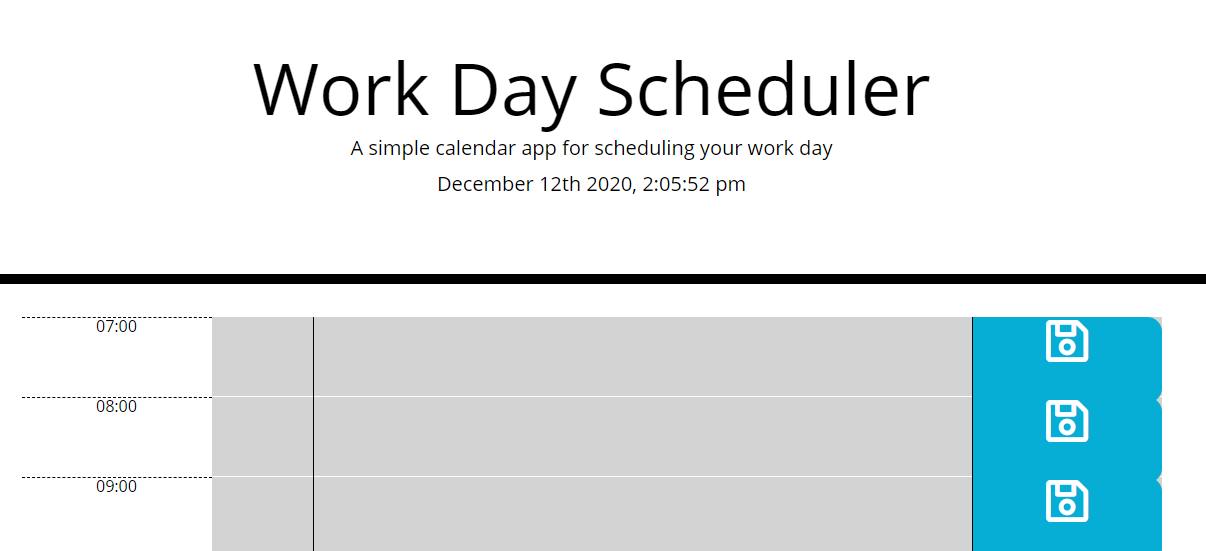 Work Day Scheduler
A simple calendar app for scheduling your work day
December 12th 2020, 2:05:52 pm
07:00
08:00
09:00